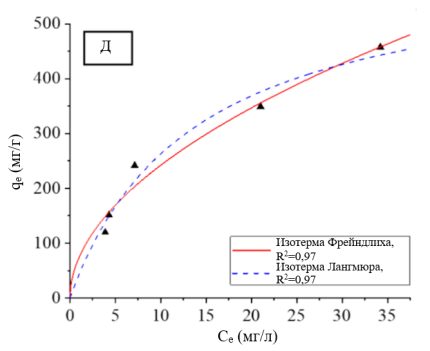 500
Д
400
300
200
100
0
qe (мг/г)
Изотерма Фрейндлиха,
R²=0,97
Изотерма Лангмюра,
R²=0,97
0 5 10 15 20 25 30 35
Cе (мг/л)